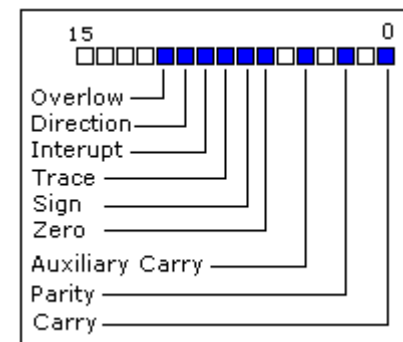 15 0
Overlow
Direction
Interupt
Trace
Sign
Zero
Auxiliary Carry
Parity
Carry